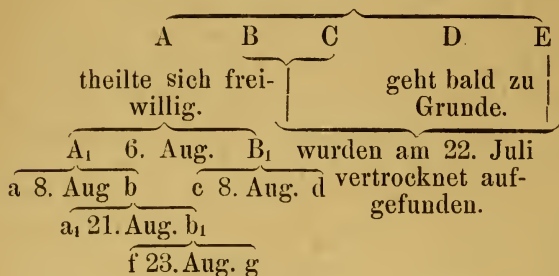 A B C D E
theilte sich frei- geht bald zu
willig. Grunde.
A₁ 6. Aug. B₁ wurden am 22. Juli
a 8. Aug b c 8. Aug. d vertrocknet auf-
a₁ 21. Aug. b₁ gefunden.
f 23. Aug. g